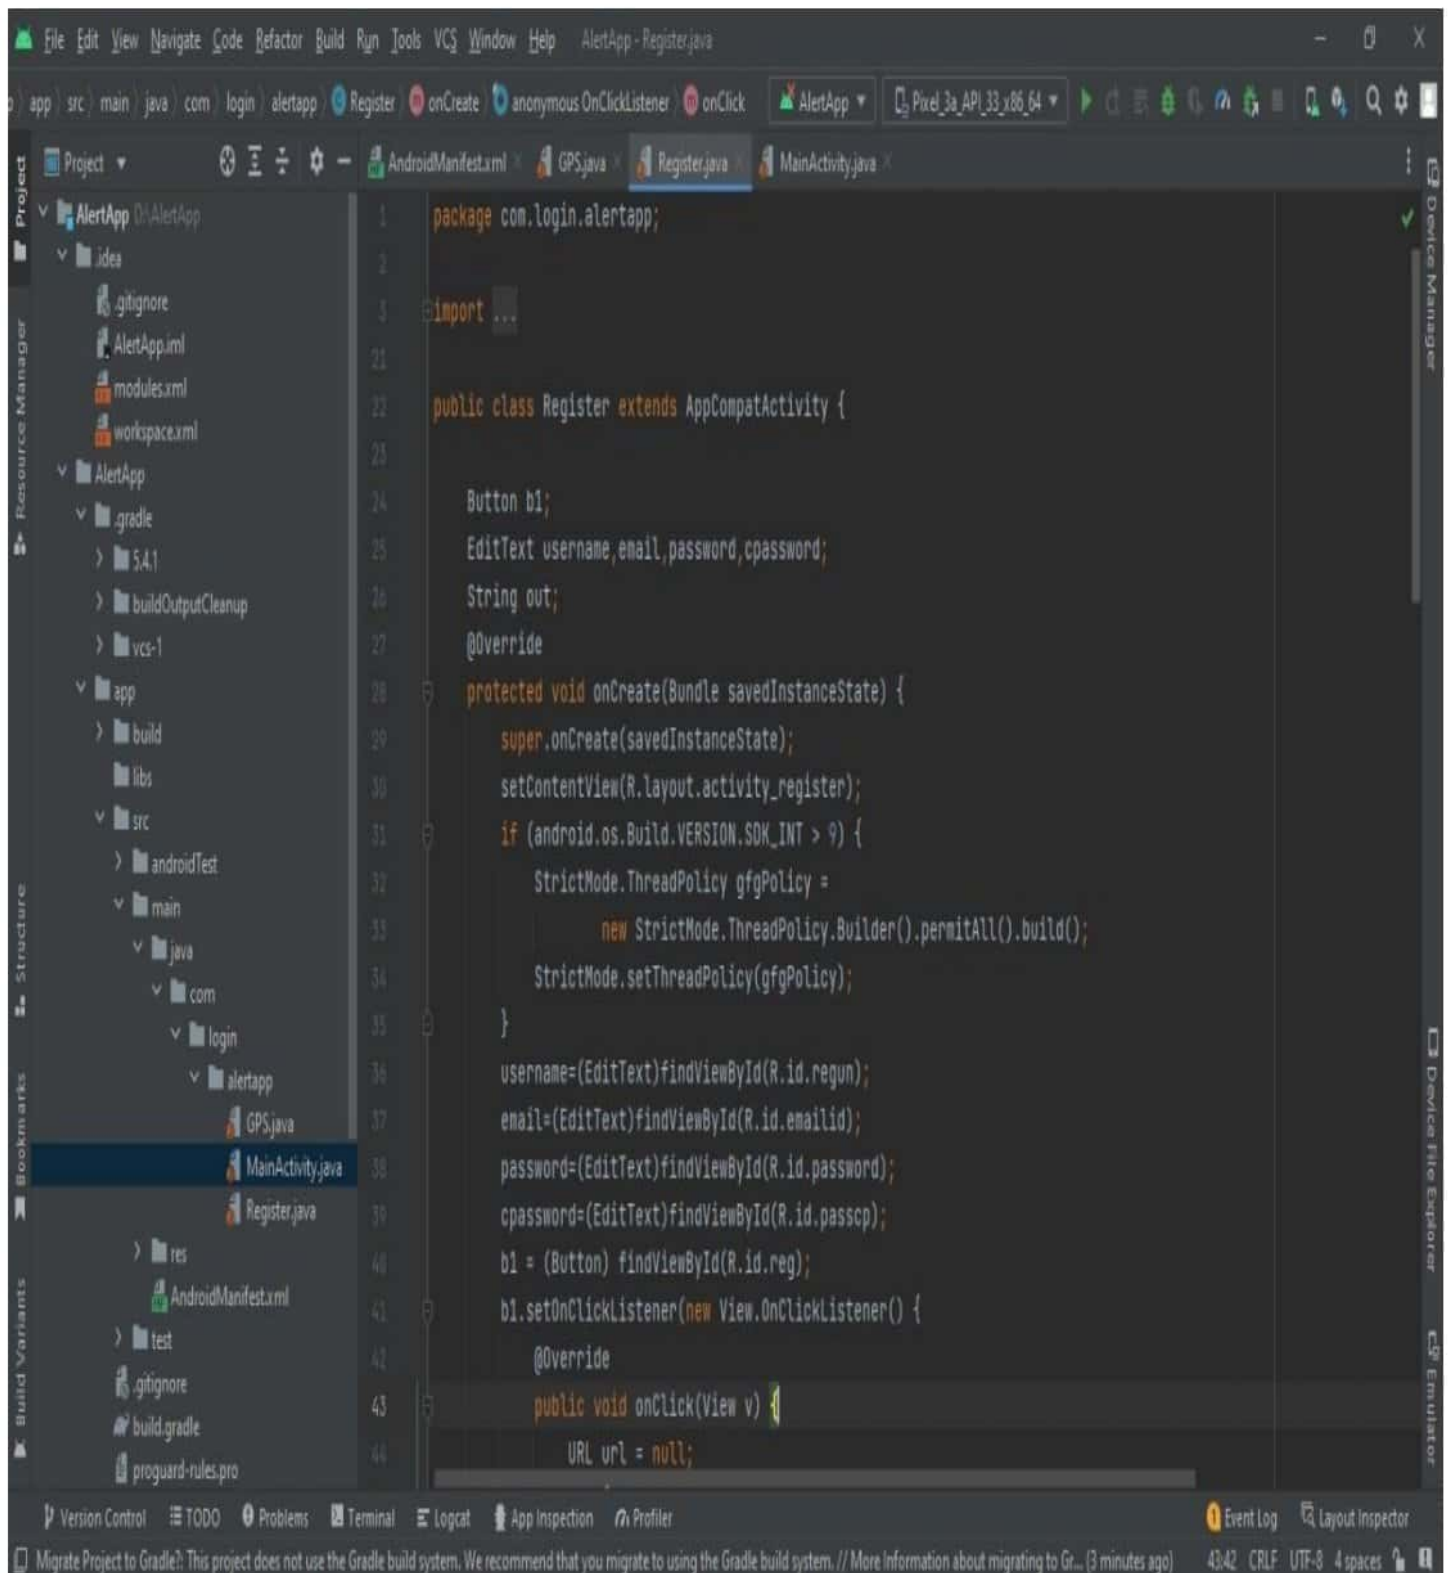 File Edit View Navigate Code Refactor Build Run Tools VCS Window Help AlertApp - Register.java
app src main java com login alertapp Register onCreate anonymous OnClickListener onClick AlertApp Pixel_3a_API_33_x86_64
Project
AndroidManifest.xml GPS.java Register.java MainActivity.java
Project
Resource Manager
Structure
Bookmarks
Build Variants
AlertApp D:\AlertApp
.idea
.gitignore
AlertApp.iml
modules.xml
workspace.xml
AlertApp
.gradle
5.4.1
buildOutputCleanup
vcs-1
app
build
libs
src
androidTest
main
java
com
login
alertapp
GPS.java
MainActivity.java
Register.java
res
AndroidManifest.xml
test
.gitignore
build.gradle
proguard-rules.pro
1 package com.login.alertapp;
2
3 import ...
21
22 public class Register extends AppCompatActivity {
23
24 Button b1;
25 EditText username,email,password,cpassword;
26 String out;
27 @Override
28 protected void onCreate(Bundle savedInstanceState) {
29 super.onCreate(savedInstanceState);
30 setContentView(R.layout.activity_register);
31 if (android.os.Build.VERSION.SDK_INT > 9) {
32 StrictMode.ThreadPolicy gfgPolicy =
33 new StrictMode.ThreadPolicy.Builder().permitAll().build();
34 StrictMode.setThreadPolicy(gfgPolicy);
35 }
36 username=(EditText)findViewById(R.id.regun);
37 email=(EditText)findViewById(R.id.emailid);
38 password=(EditText)findViewById(R.id.password);
39 cpassword=(EditText)findViewById(R.id.passcp);
40 b1 = (Button) findViewById(R.id.reg);
41 b1.setOnClickListener(new View.OnClickListener() {
42 @Override
43 public void onClick(View v) {
44 URL url = null;
Device Manager
Device File Explorer
Emulator
Version Control TODO Problems Terminal Logcat App Inspection Profiler Event Log Layout Inspector
Migrate Project to Gradle?: This project does not use the Gradle build system. We recommend that you migrate to using the Gradle build system. // More Information about migrating to Gr... (3 minutes ago) 43:42 CRLF UTF-8 4 spaces